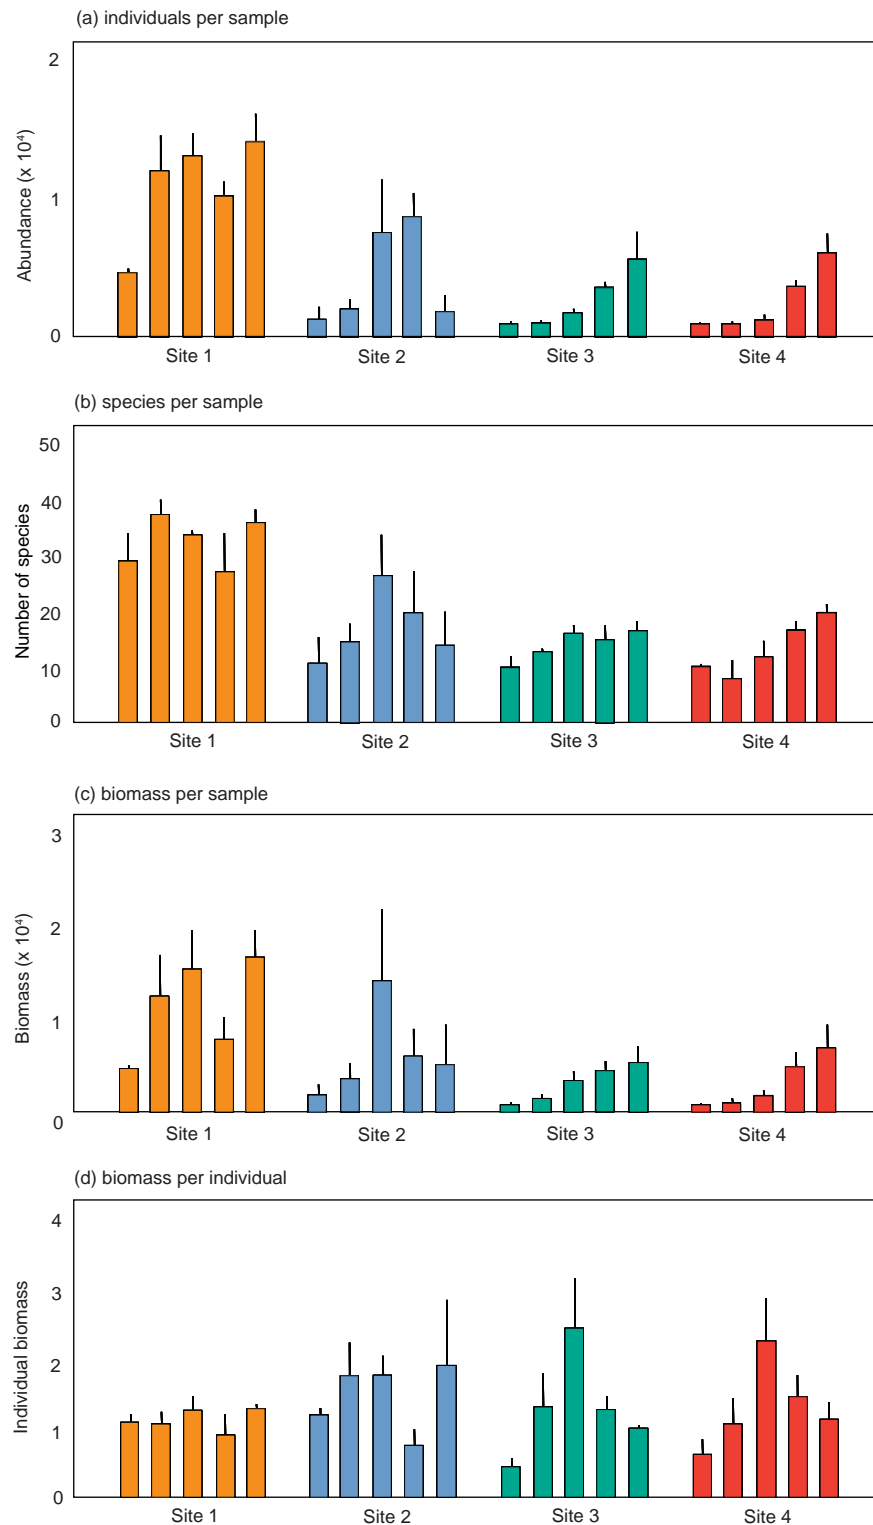 (a) individuals per sample
2
1
0
Abundance (x 10⁴)
Site 1 Site 2 Site 3 Site 4
(b) species per sample
50
40
30
20
10
0
Number of species
Site 1 Site 2 Site 3 Site 4
(c) biomass per sample
3
2
1
0
Biomass (x 10⁴)
Site 1 Site 2 Site 3 Site 4
(d) biomass per individual
4
3
2
1
0
Individual biomass
Site 1 Site 2 Site 3 Site 4